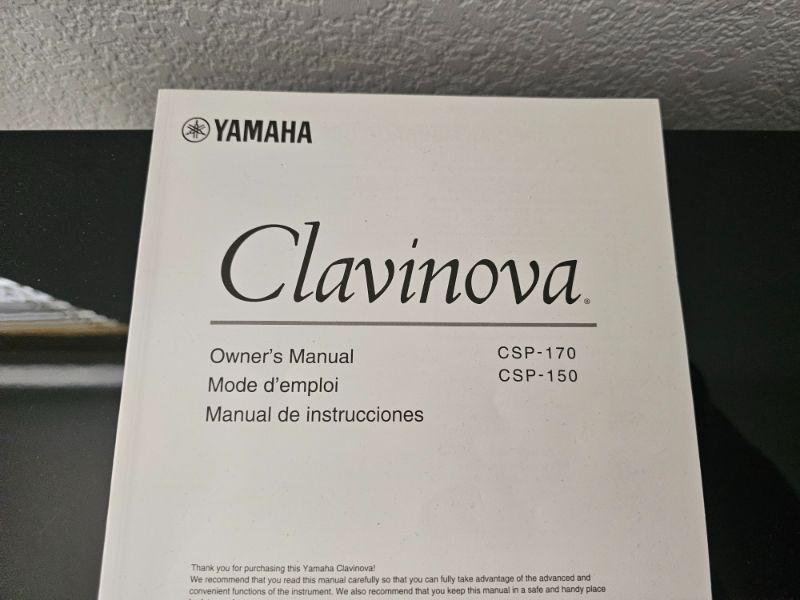 YAMAHA
Clavinova®
Owner's Manual
Mode d'emploi
Manual de instrucciones
CSP-170
CSP-150
Thank you for purchasing this Yamaha Clavinova!
We recommend that you read this manual carefully so that you can fully take advantage of the advanced and
convenient functions of the instrument. We also recommend that you keep this manual in a safe and handy place